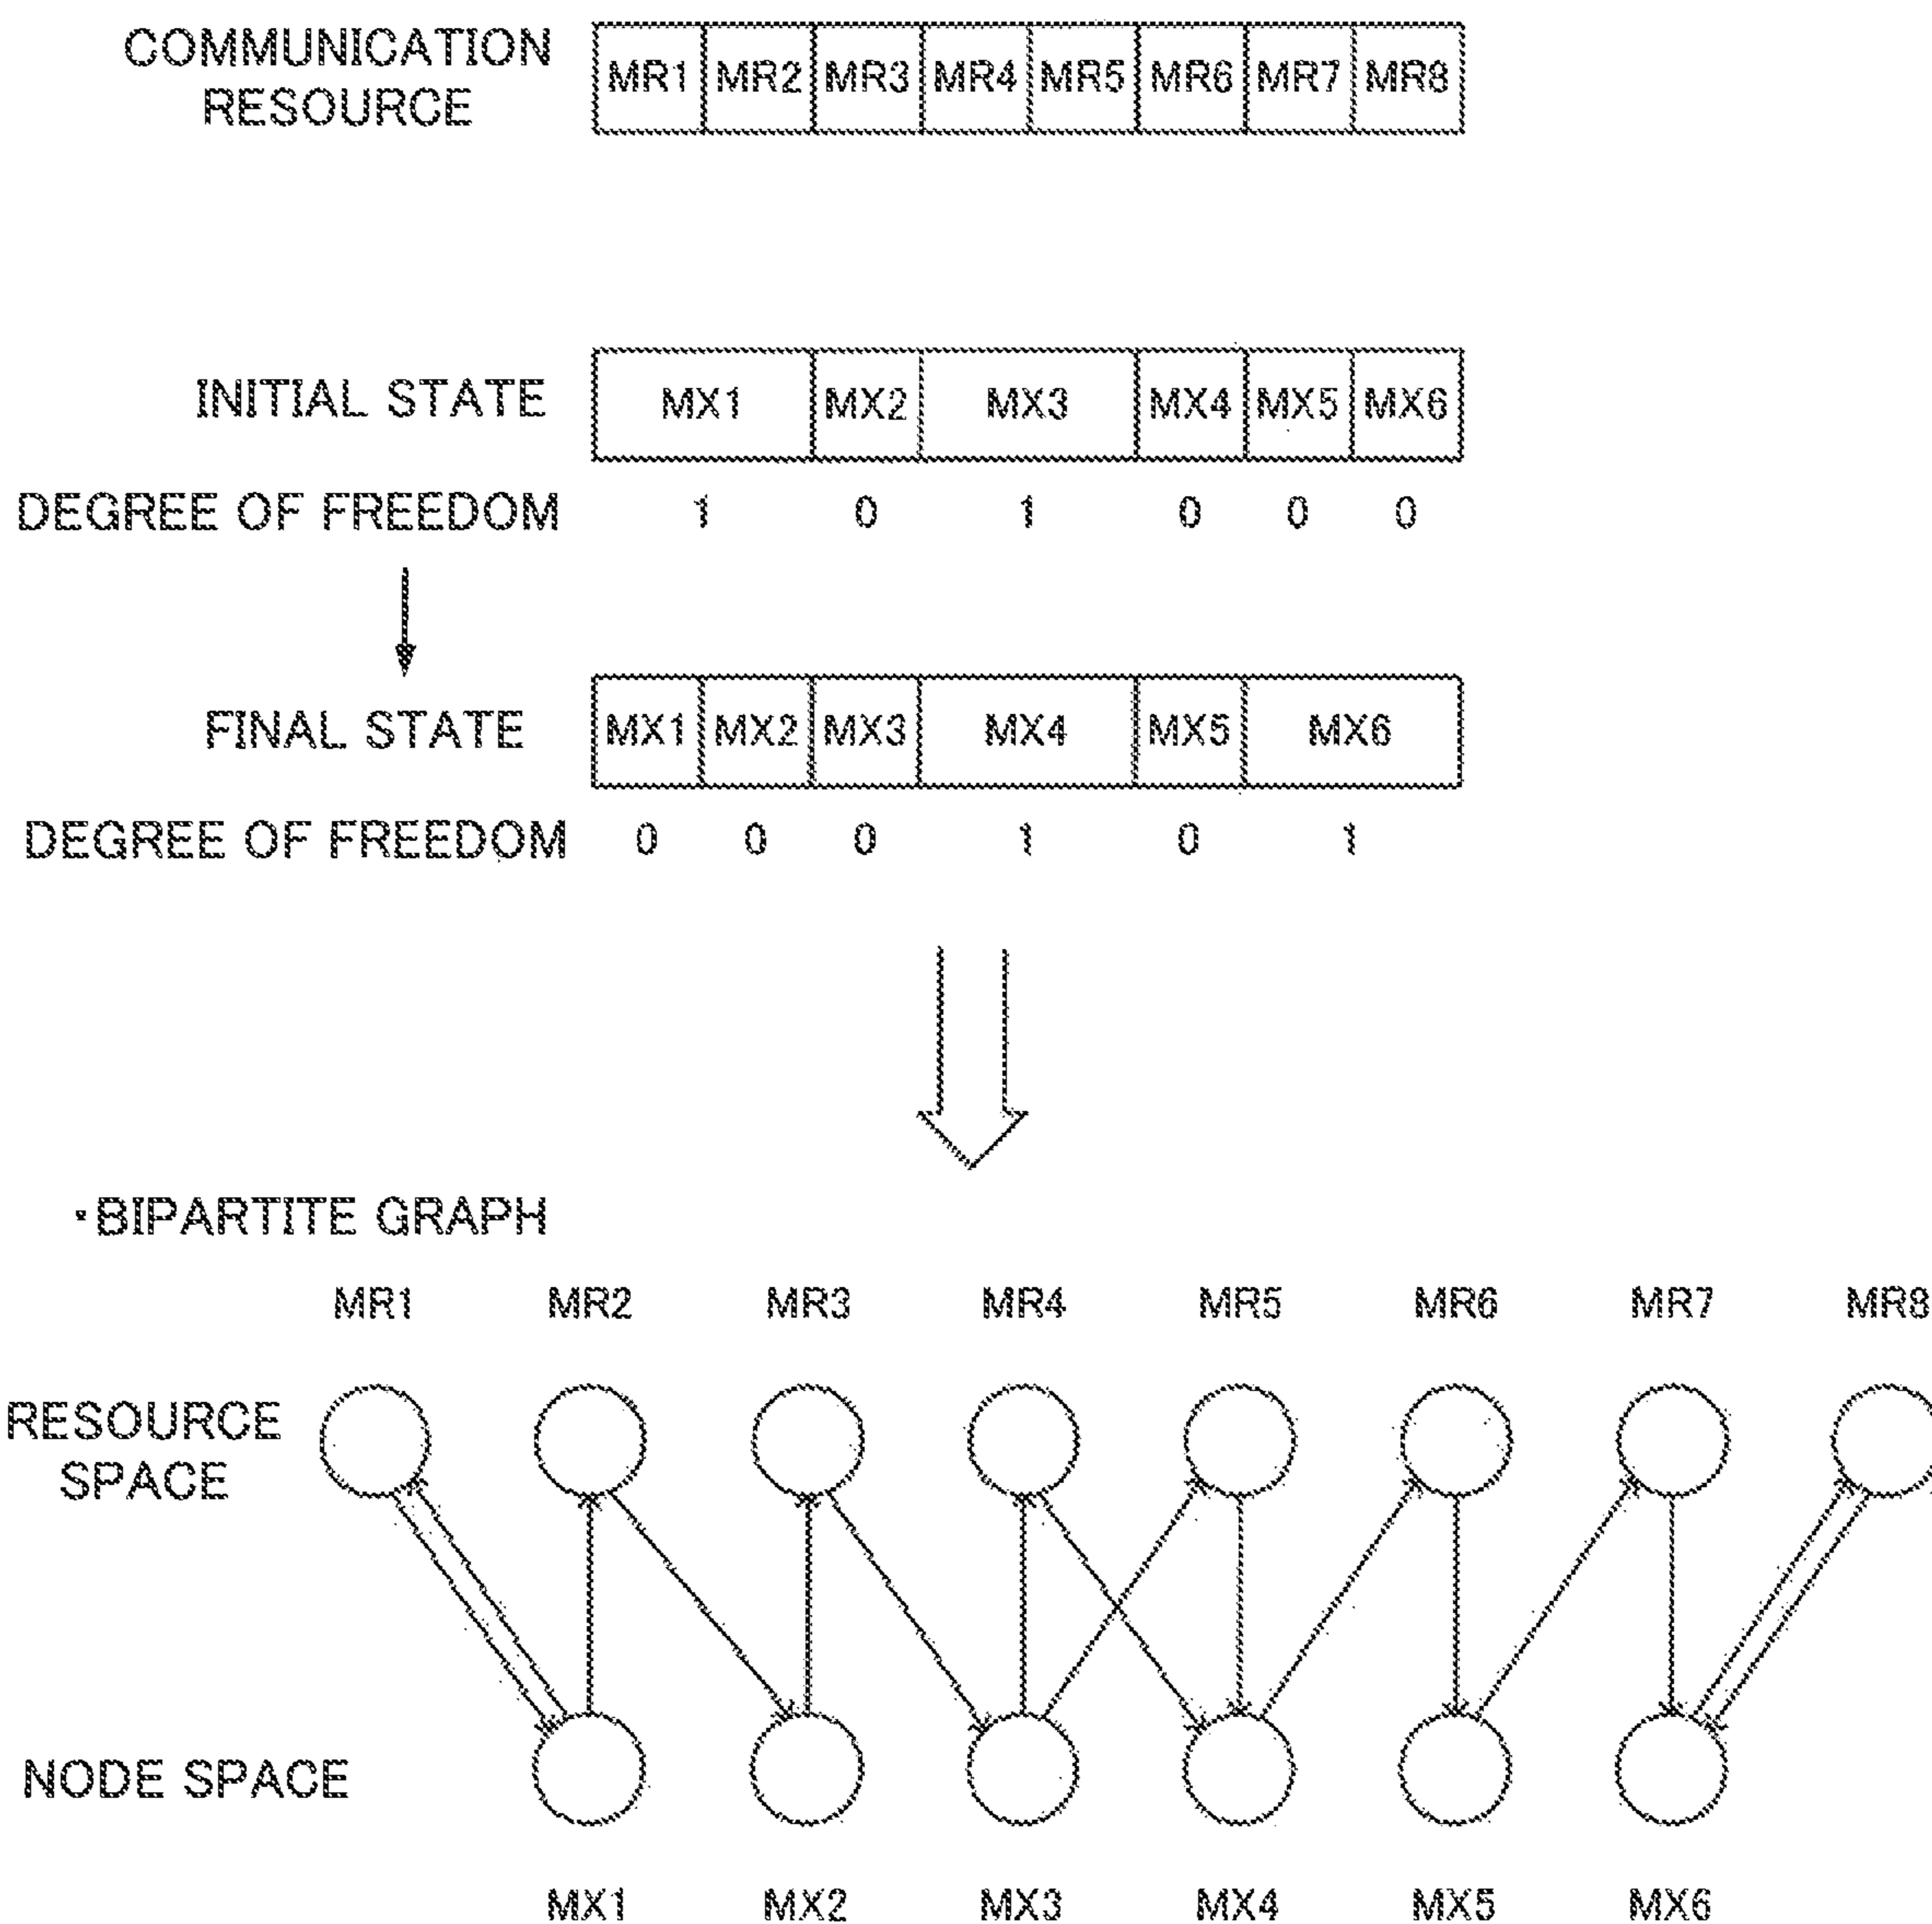 COMMUNICATION
RESOURCE
MR1 MR2 MR3 MR4 MR5 MR6 MR7 MR8
INITIAL STATE
MX1 MX2 MX3 MX4 MX5 MX6
DEGREE OF FREEDOM 1 0 1 0 0 0
FINAL STATE
MX1 MX2 MX3 MX4 MX5 MX6
DEGREE OF FREEDOM 0 0 0 1 0 1
・BIPARTITE GRAPH
MR1 MR2 MR3 MR4 MR5 MR6 MR7 MR8
RESOURCE
SPACE
NODE SPACE
MX1 MX2 MX3 MX4 MX5 MX6